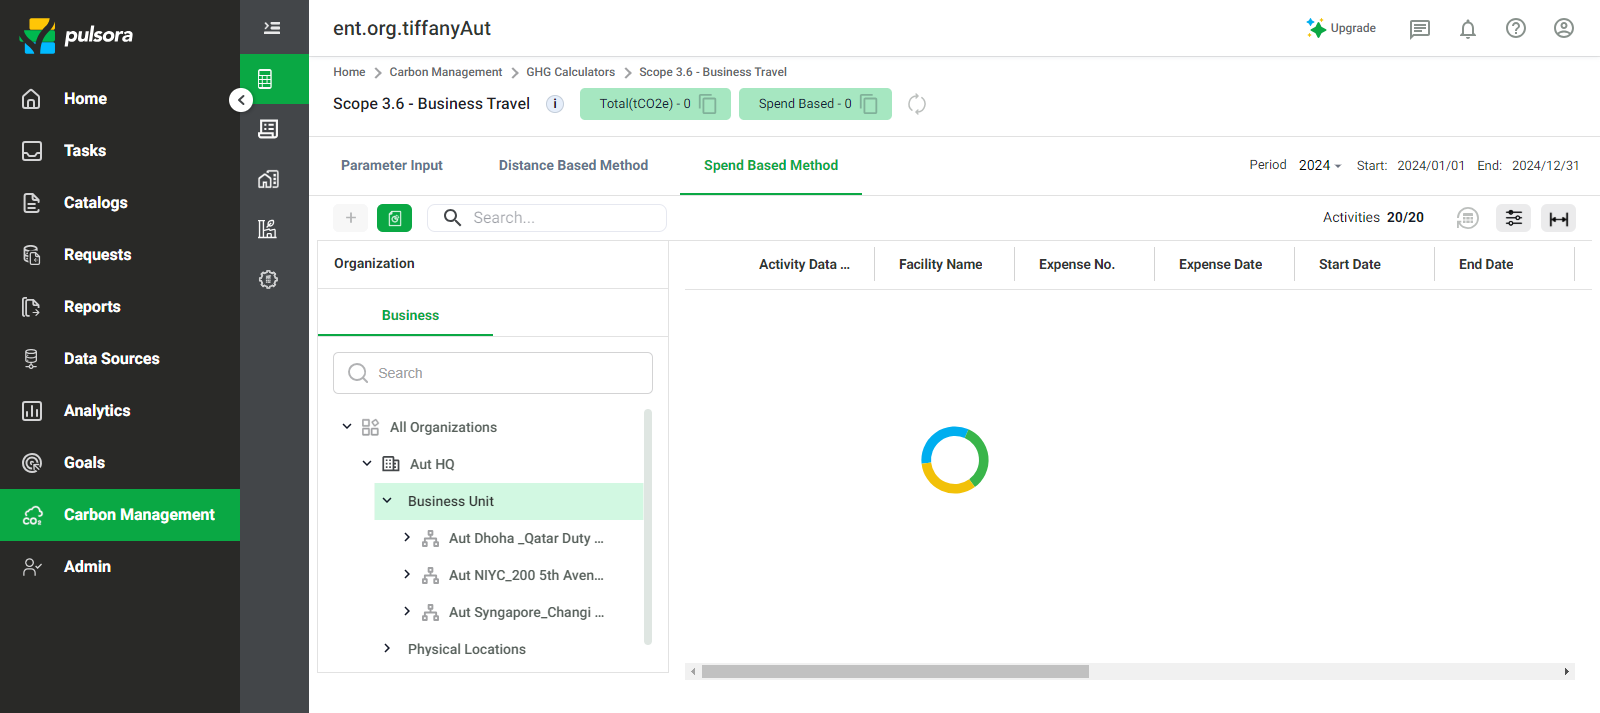 pulsora
Home
Tasks
Catalogs
Requests
Reports
Data Sources
Analytics
Goals
CO₂
Carbon Management
Admin
ent.org.tiffanyAut
Upgrade
Home > Carbon Management > GHG Calculators > Scope 3.6 - Business Travel
Scope 3.6 - Business Travel i Total(tCO2e) - 0 Spend Based - 0
Parameter Input Distance Based Method Spend Based Method Period 2024 Start: 2024/01/01 End: 2024/12/31
+ Search... Activities 20/20
Organization
Business
Search
All Organizations
Aut HQ
Business Unit
Aut Dhoha _Qatar Duty ...
Aut NIYC_200 5th Aven...
Aut Syngapore_Changi ...
Physical Locations
Activity Data ... Facility Name Expense No. Expense Date Start Date End Date